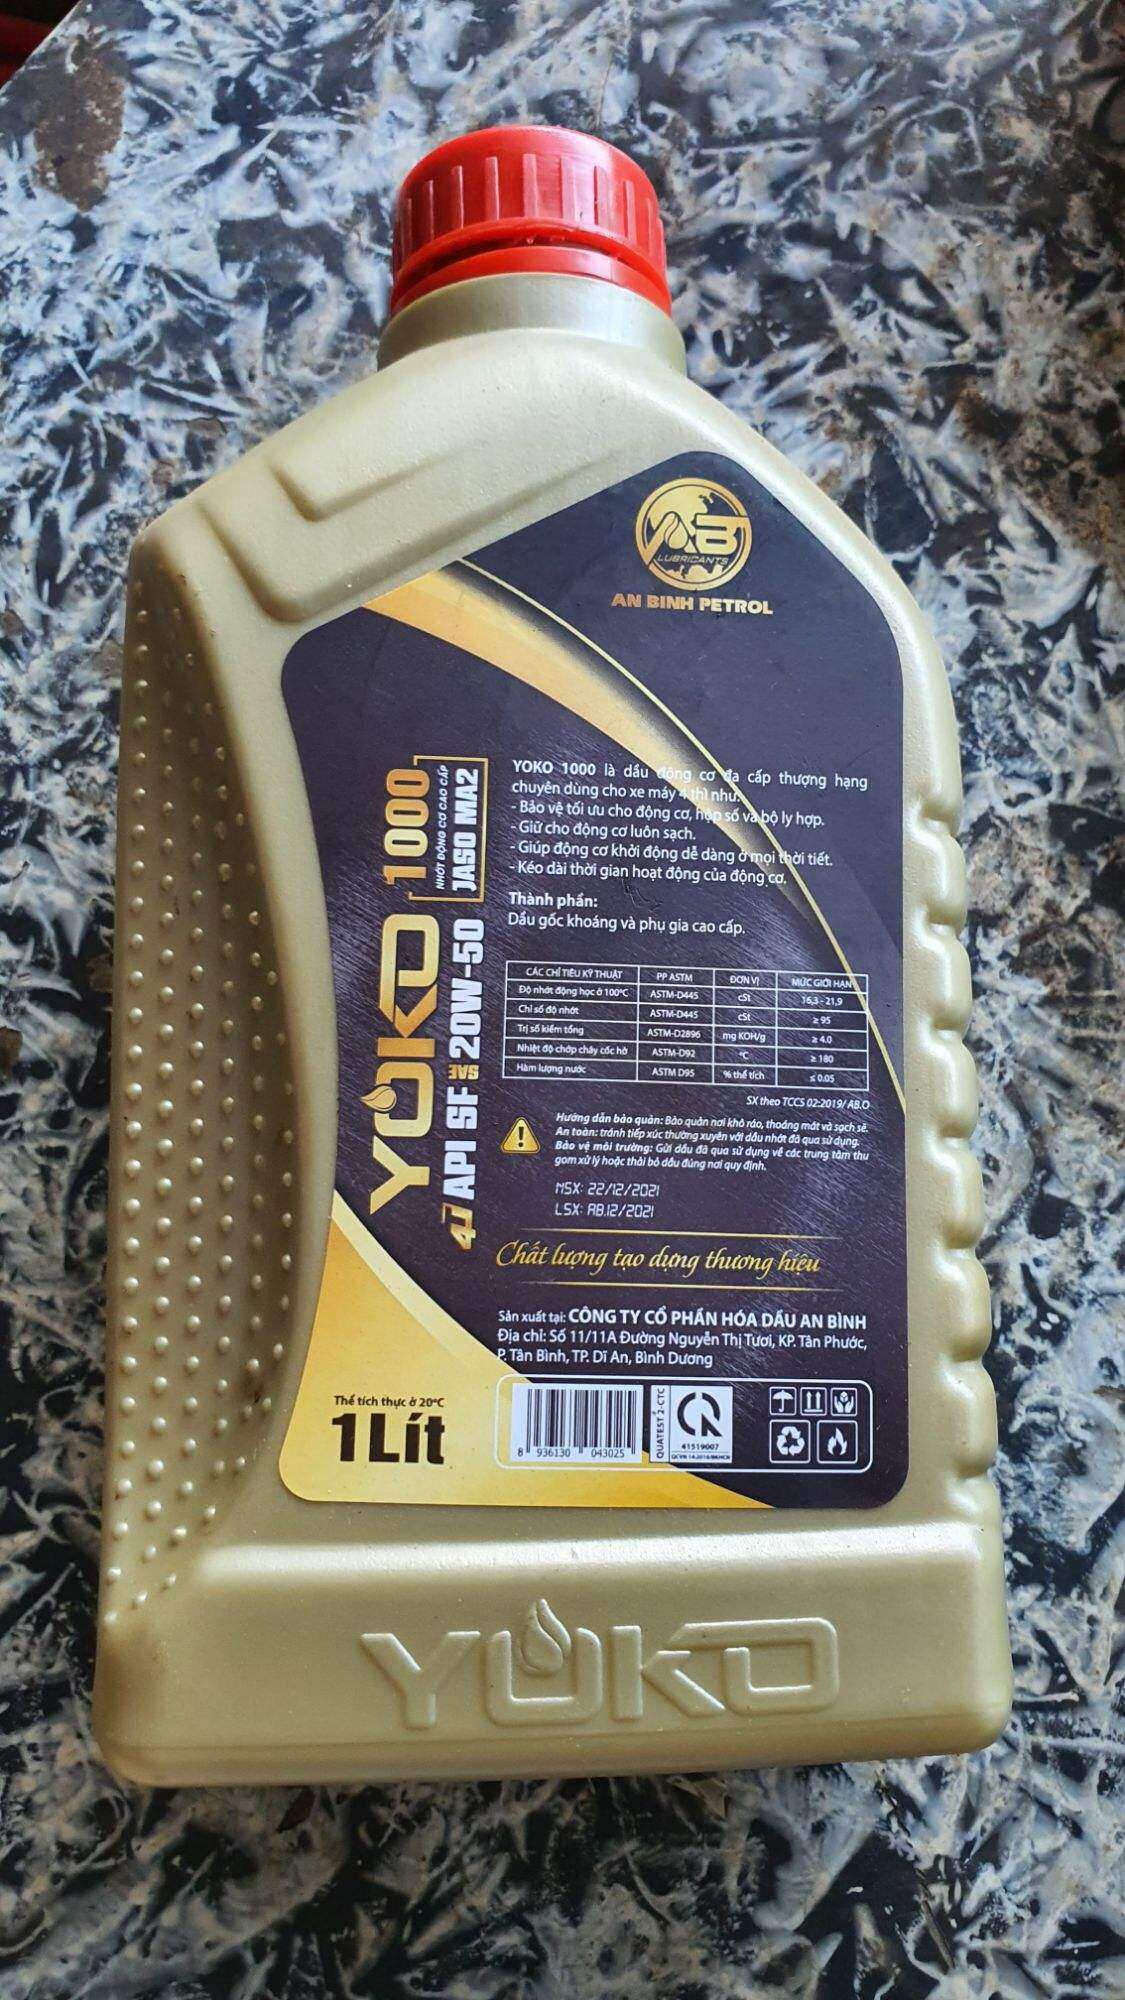 AB
LUBRICANTS
AN BINH PETROL
YOKO 1000
NHỚT ĐỘNG CƠ CAO CẤP
JASO MA2
4T API SF SAE 20W-50
YOKO 1000 là dầu động cơ đa cấp thượng hạng
chuyên dùng cho xe máy 4 thì như:
- Bảo vệ tối ưu cho động cơ, hộp số và bộ ly hợp.
- Giữ cho động cơ luôn sạch.
- Giúp động cơ khởi động dễ dàng ở mọi thời tiết.
- Kéo dài thời gian hoạt động của động cơ.
Thành phần:
Dầu gốc khoáng và phụ gia cao cấp.
CÁC CHỈ TIÊU KỸ THUẬT PP ASTM ĐƠN VỊ MỨC GIỚI HẠN
Độ nhớt động học ở 100°C ASTM-D445 cSt 16,3 - 21,9
Chỉ số độ nhớt ASTM-D445 cSt ≥ 95
Trị số kiềm tổng ASTM-D2896 mg KOH/g ≥ 4.0
Nhiệt độ chớp cháy cốc hở ASTM-D92 °C ≥ 180
Hàm lượng nước ASTM D95 % thể tích ≤ 0.05
SX theo TCCS 02:2019/ AB.O
Hướng dẫn bảo quản: Bảo quản nơi khô ráo, thoáng mát và sạch sẽ.
An toàn: tránh tiếp xúc thường xuyên với dầu nhớt đã qua sử dụng.
Bảo vệ môi trường: Gửi dầu đã qua sử dụng về các trung tâm thu
gom xử lý hoặc thải bỏ dầu đúng nơi quy định.
NSX: 22/12/2021
LSX: AB.12/2021
Chất lượng tạo dựng thương hiệu
Sản xuất tại: CÔNG TY CỔ PHẦN HÓA DẦU AN BÌNH
Địa chỉ: Số 11/11A Đường Nguyễn Thị Tươi, KP. Tân Phước,
P. Tân Bình, TP. Dĩ An, Bình Dương
Thể tích thực ở 20°C
1 Lít
8 936130 043025
QUATEST 2-CTC
41519007
QCVN 14:2018/BKHCN
YOKO